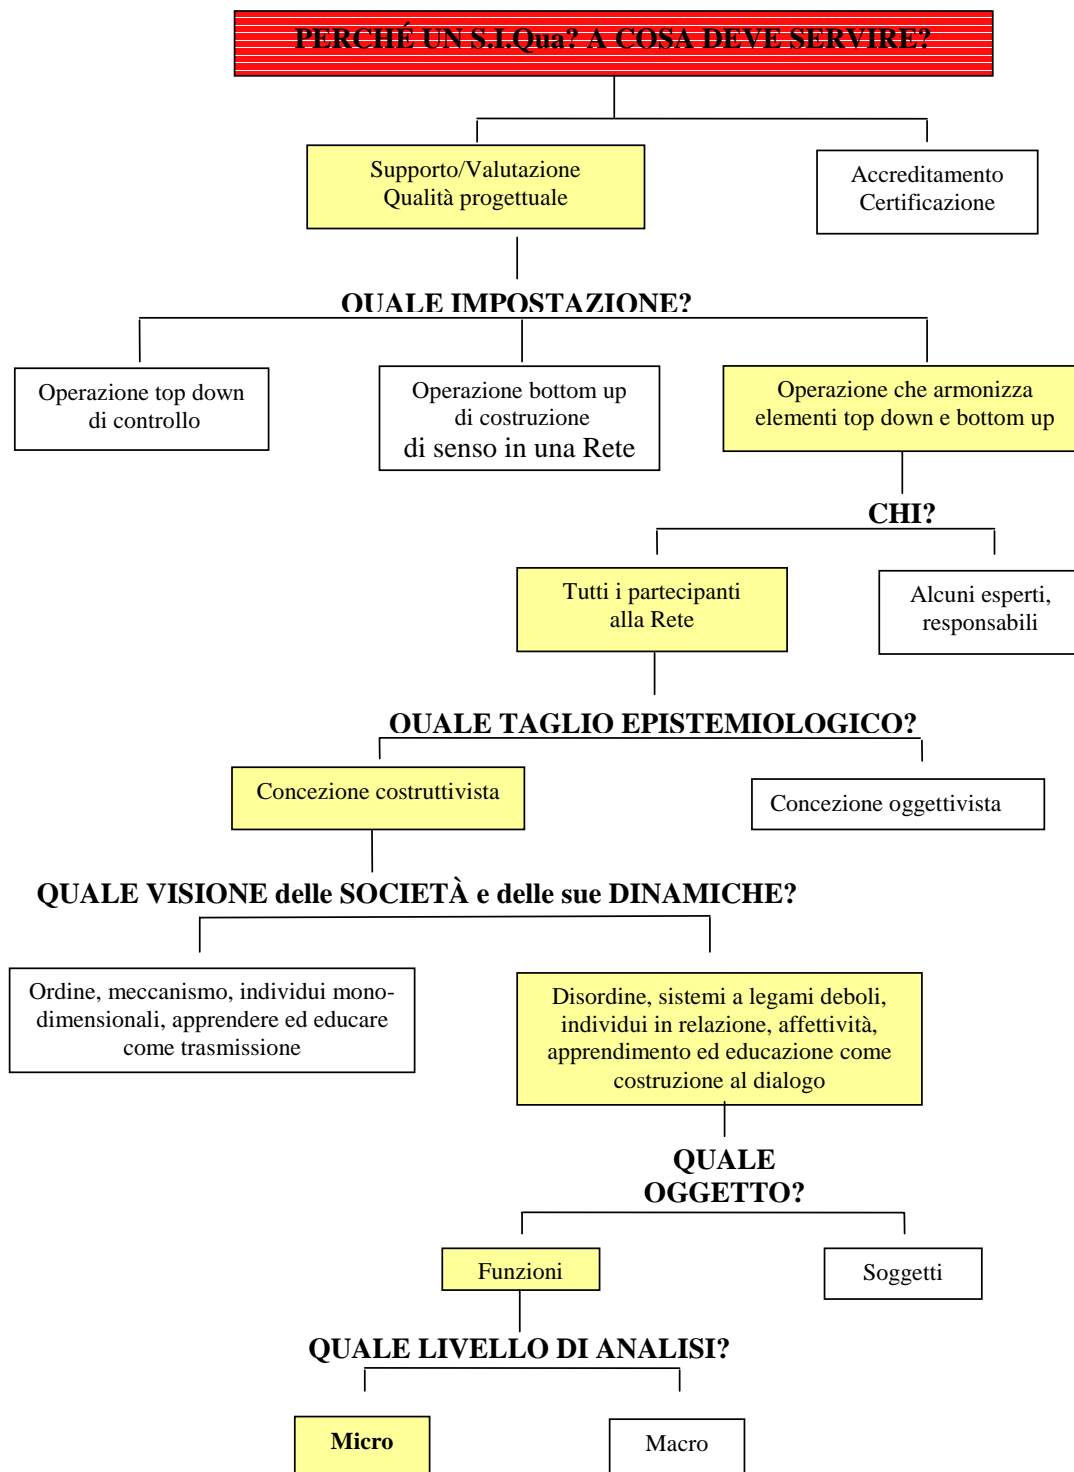 PERCHÉ UN S.I.Qua? A COSA DEVE SERVIRE?
Supporto/Valutazione
Qualità progettuale
Accreditamento
Certificazione
QUALE IMPOSTAZIONE?
Operazione top down
di controllo
Operazione bottom up
di costruzione
di senso in una Rete
Operazione che armonizza
elementi top down e bottom up
CHI?
Tutti i partecipanti
alla Rete
Alcuni esperti,
responsabili
QUALE TAGLIO EPISTEMIOLOGICO?
Concezione costruttivista
Concezione oggettivista
QUALE VISIONE delle SOCIETÀ e delle sue DINAMICHE?
Ordine, meccanismo, individui mono-
dimensionali, apprendere ed educare
come trasmissione
Disordine, sistemi a legami deboli,
individui in relazione, affettività,
apprendimento ed educazione come
costruzione al dialogo
QUALE
OGGETTO?
Funzioni
Soggetti
QUALE LIVELLO DI ANALISI?
Micro
Macro